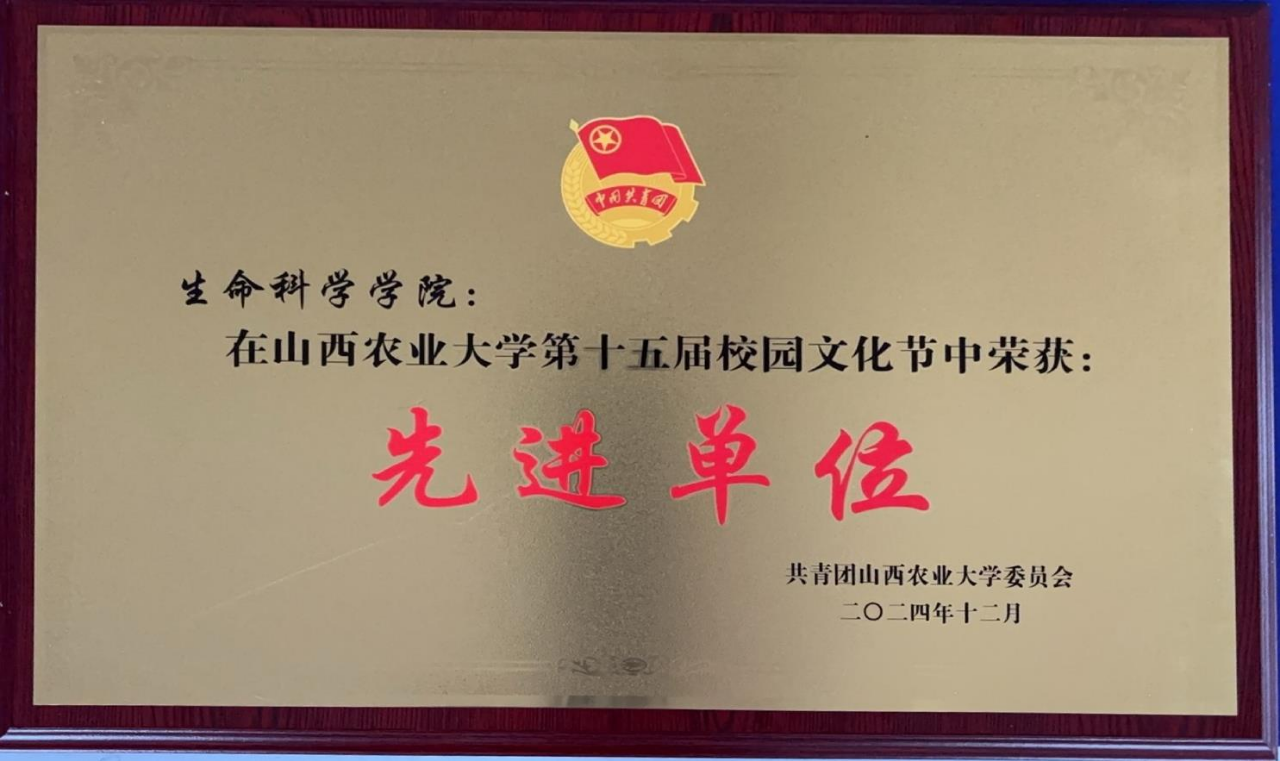 中国共青团
生命科学学院：
在山西农业大学第十五届校园文化节中荣获：
先进单位
共青团山西农业大学委员会
二〇二四年十二月